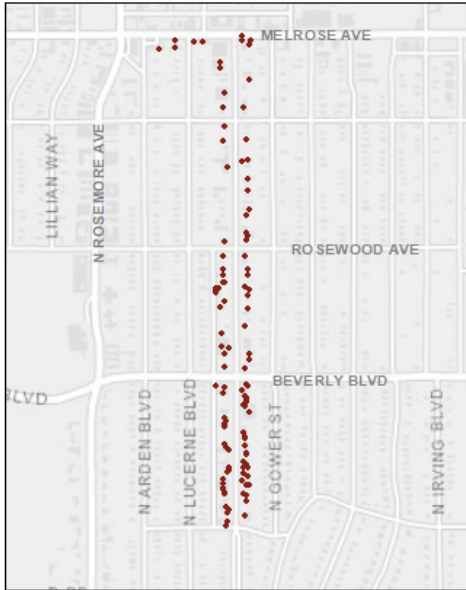 MELROSE AVE
LILLIAN WAY
N ROSEMORE AVE
ROSEWOOD AVE
BEVERLY BLVD
BLVD
N ARDEN BLVD
N LUCERNE BLVD
N GOWER ST
N IRVING BLVD